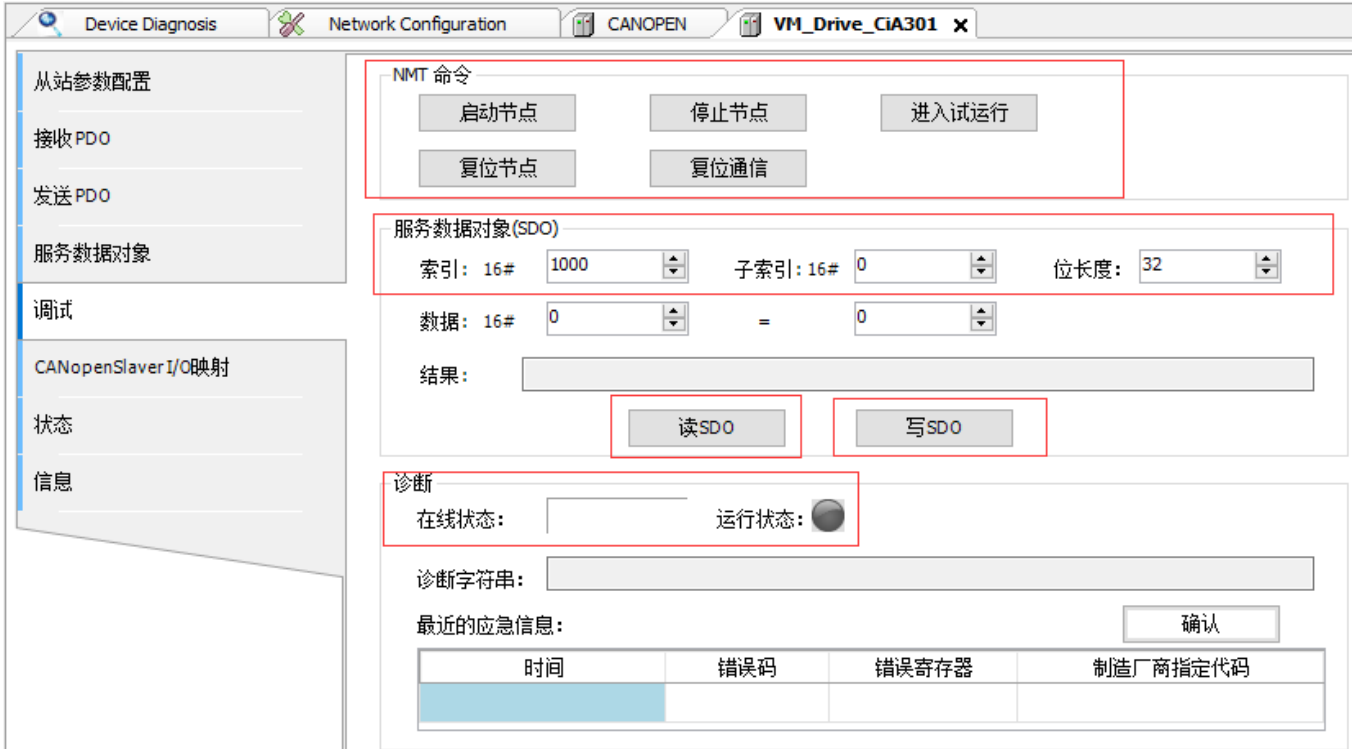 Device Diagnosis Network Configuration CANOPEN VM_Drive_CiA301 x
从站参数配置
接收PDO
发送PDO
服务数据对象
调试
CANopenSlaverI/O映射
状态
信息
NMT 命令
启动节点 停止节点 进入试运行
复位节点 复位通信
服务数据对象(SDO)
索引: 16# 1000 子索引:16# 0 位长度: 32
数据: 16# 0 = 0
结果:
读SDO 写SDO
诊断
在线状态: 运行状态:
诊断字符串:
最近的应急信息: 确认
时间 错误码 错误寄存器 制造厂商指定代码